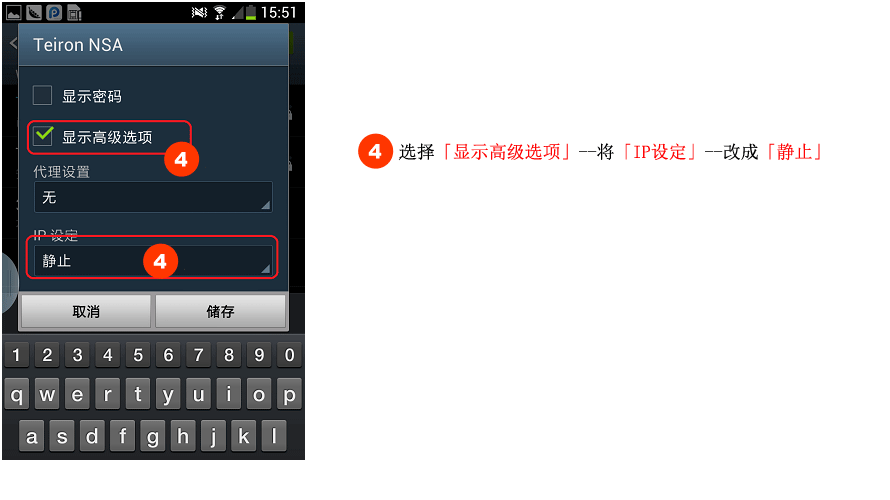 15:51
Teiron NSA
显示密码
显示高级选项
4
代理设置
无
IP 设定
静止
4
取消
储存
1 2 3 4 5 6 7 8 9 0
q w e r t y u i o p
a s d f g h j k l
4 选择「显示高级选项」--将「IP设定」--改成「静止」